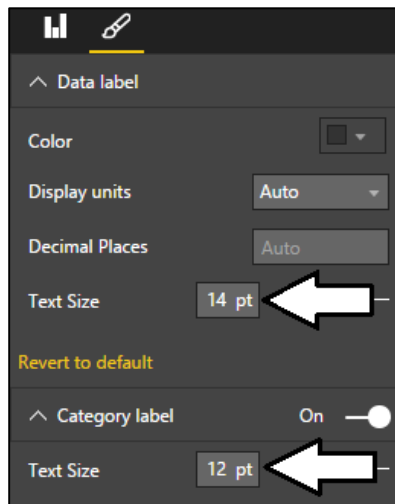 Data label
Color
Display units Auto
Decimal Places Auto
Text Size 14 pt
Revert to default
Category label On
Text Size 12 pt